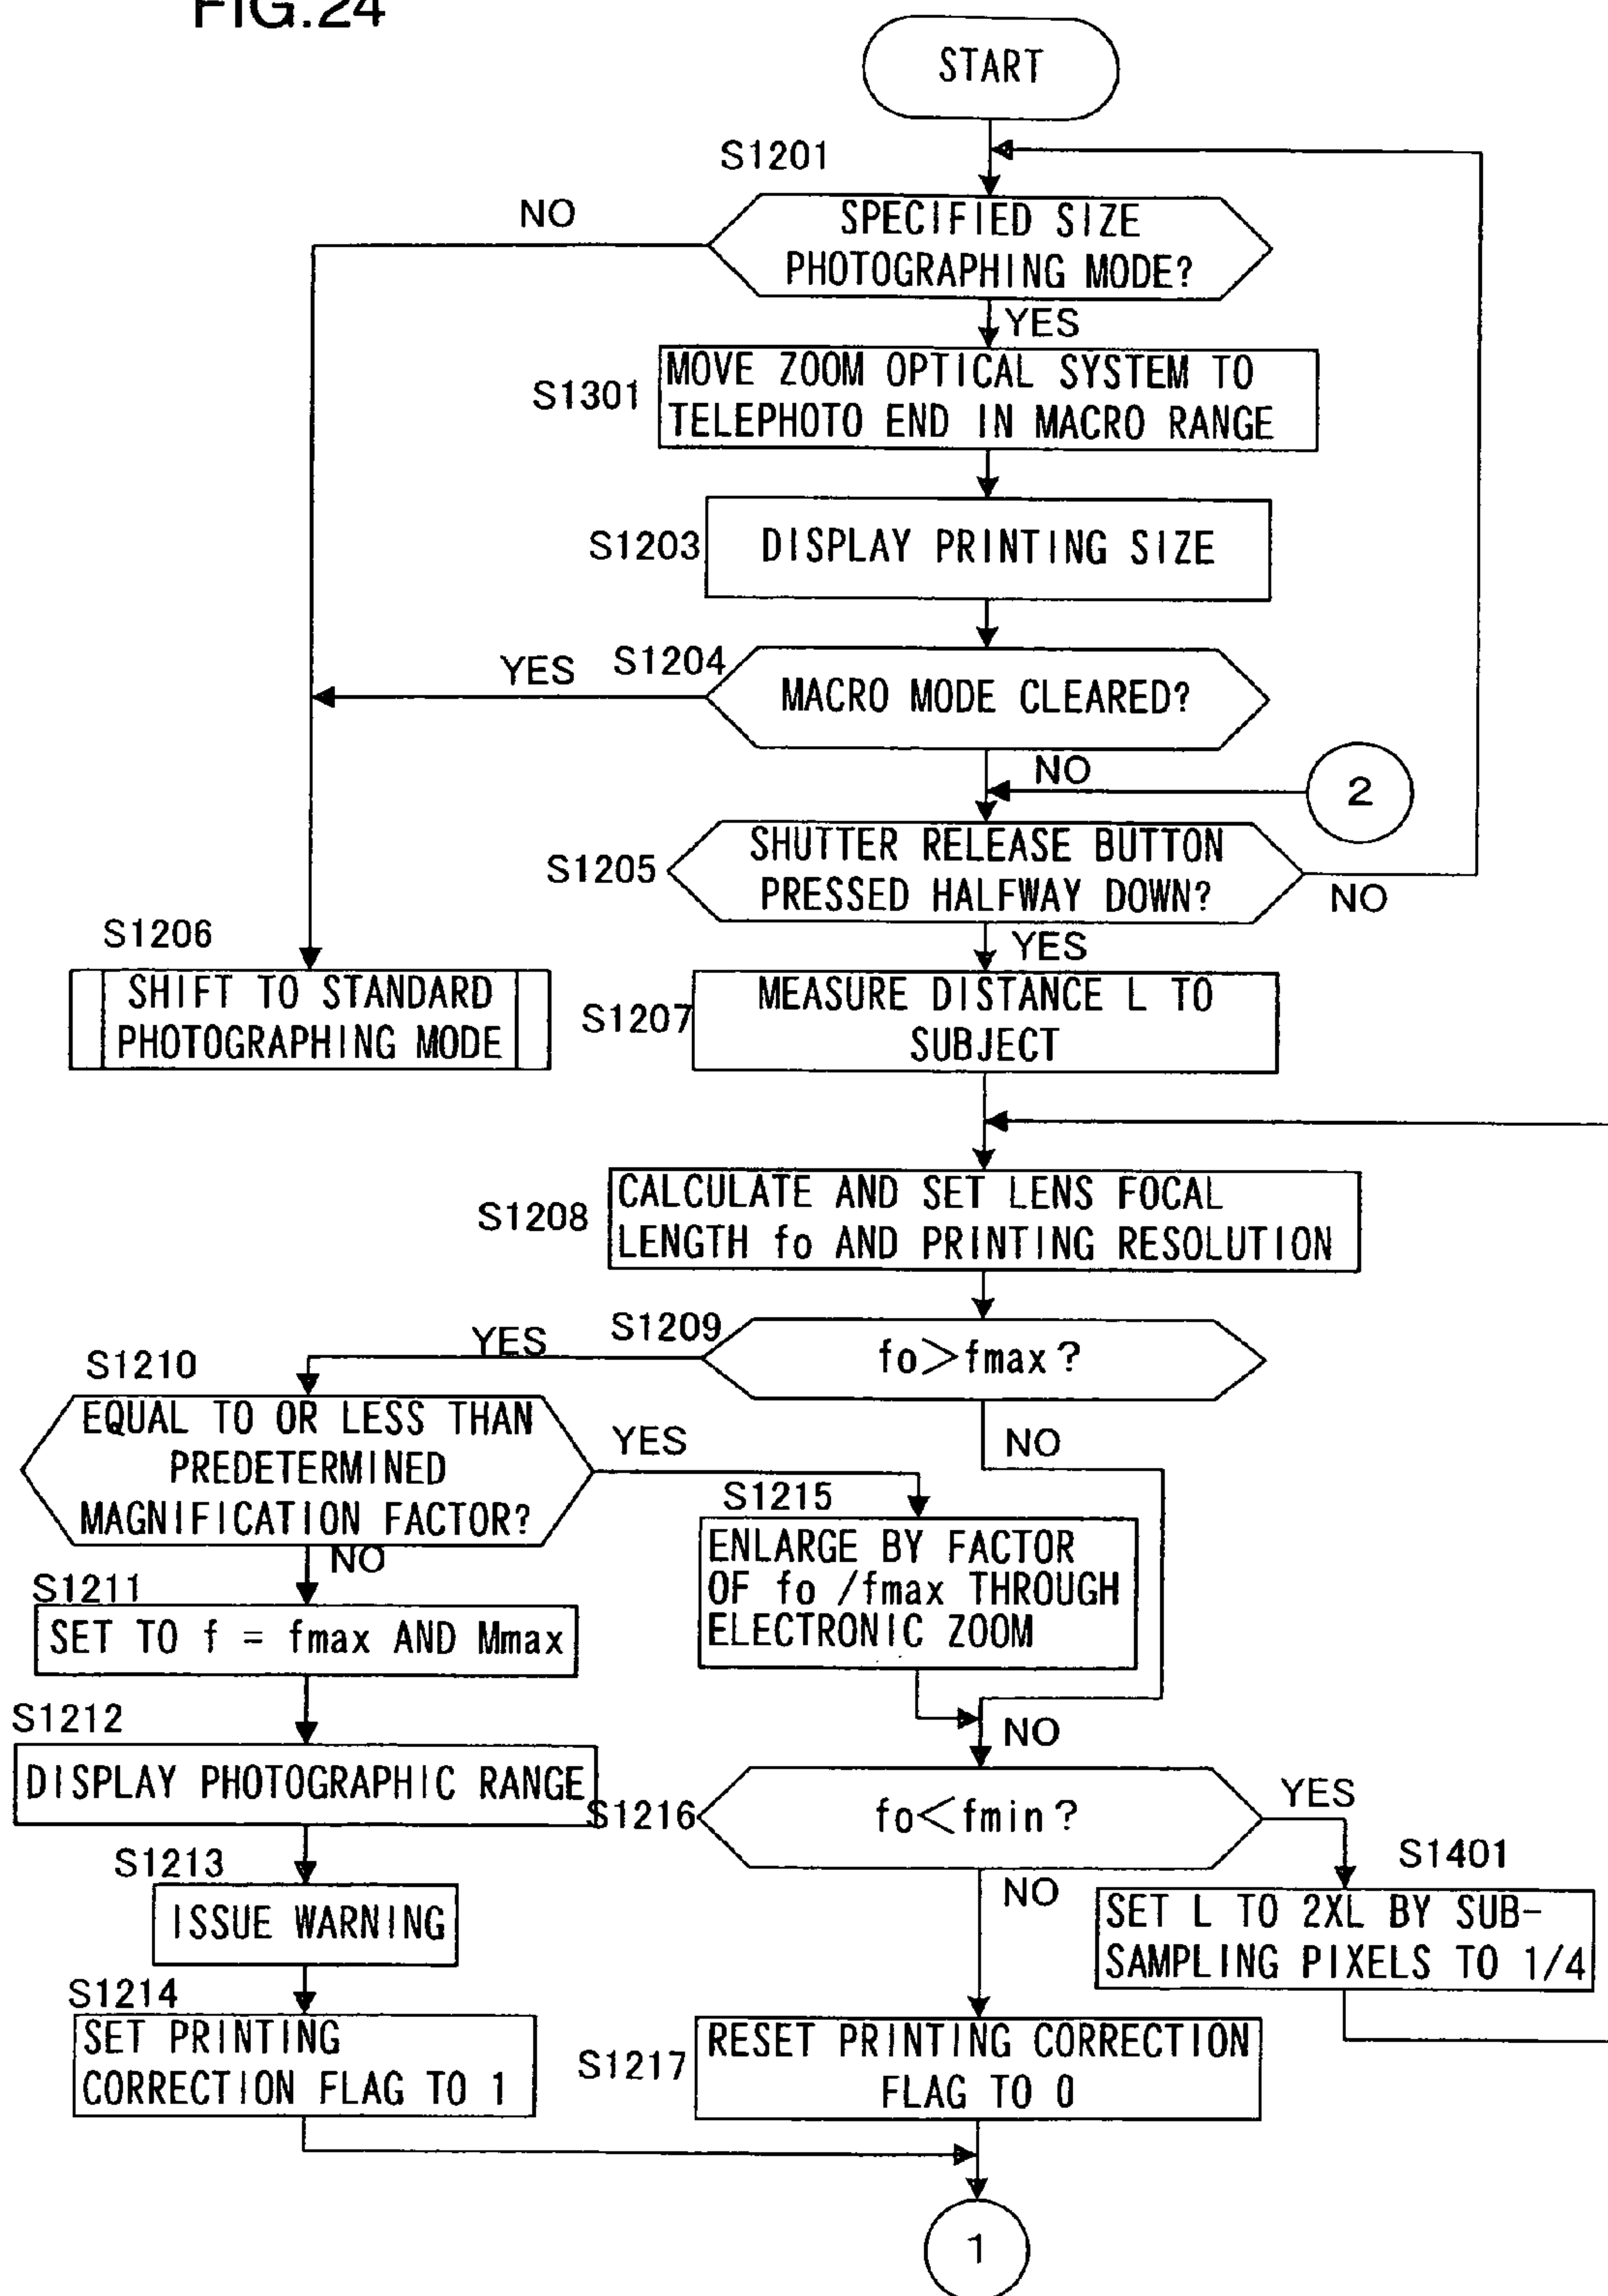 FIG.24
START
S1201
NO
SPECIFIED SIZE
PHOTOGRAPHING MODE?
YES
S1301
MOVE ZOOM OPTICAL SYSTEM TO
TELEPHOTO END IN MACRO RANGE
S1203
DISPLAY PRINTING SIZE
YES
S1204
MACRO MODE CLEARED?
NO
2
S1205
SHUTTER RELEASE BUTTON
PRESSED HALFWAY DOWN?
NO
YES
S1206
SHIFT TO STANDARD
PHOTOGRAPHING MODE
S1207
MEASURE DISTANCE L TO
SUBJECT
S1208
CALCULATE AND SET LENS FOCAL
LENGTH fo AND PRINTING RESOLUTION
S1209
YES
fo>fmax?
S1210
EQUAL TO OR LESS THAN
PREDETERMINED
MAGNIFICATION FACTOR?
YES
NO
NO
S1215
ENLARGE BY FACTOR
OF fo /fmax THROUGH
ELECTRONIC ZOOM
S1211
SET TO f = fmax AND Mmax
S1212
DISPLAY PHOTOGRAPHIC RANGE
NO
S1216
fo<fmin?
YES
S1213
ISSUE WARNING
NO
S1401
SET L TO 2XL BY SUB-
SAMPLING PIXELS TO 1/4
S1214
SET PRINTING
CORRECTION FLAG TO 1
S1217
RESET PRINTING CORRECTION
FLAG TO 0
1